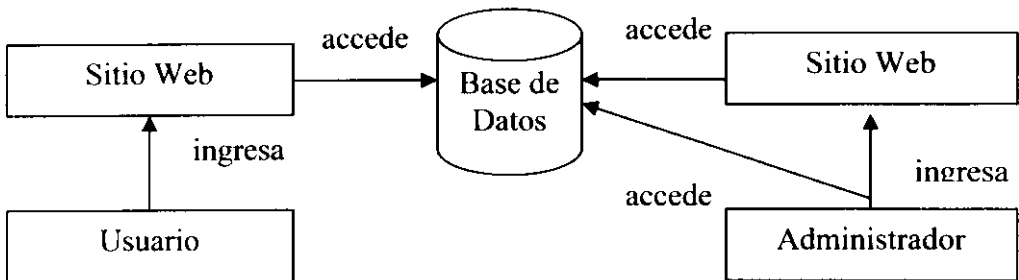 accede
accede
Sitio Web
Base de
Datos
Sitio Web
ingresa
ingresa
accede
Usuario
Administrador